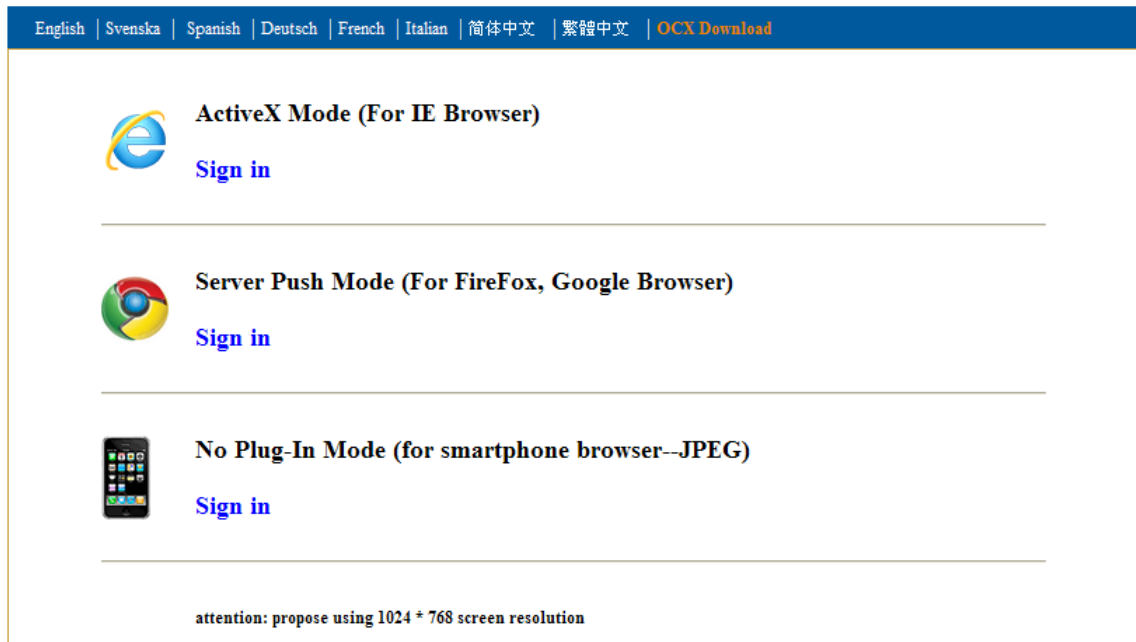 English | Svenska | Spanish | Deutsch | French | Italian | 简体中文 | 繁體中文 | OCX Download
ActiveX Mode (For IE Browser)
Sign in
Server Push Mode (For FireFox, Google Browser)
Sign in
No Plug-In Mode (for smartphone browser--JPEG)
Sign in
attention: propose using 1024 * 768 screen resolution